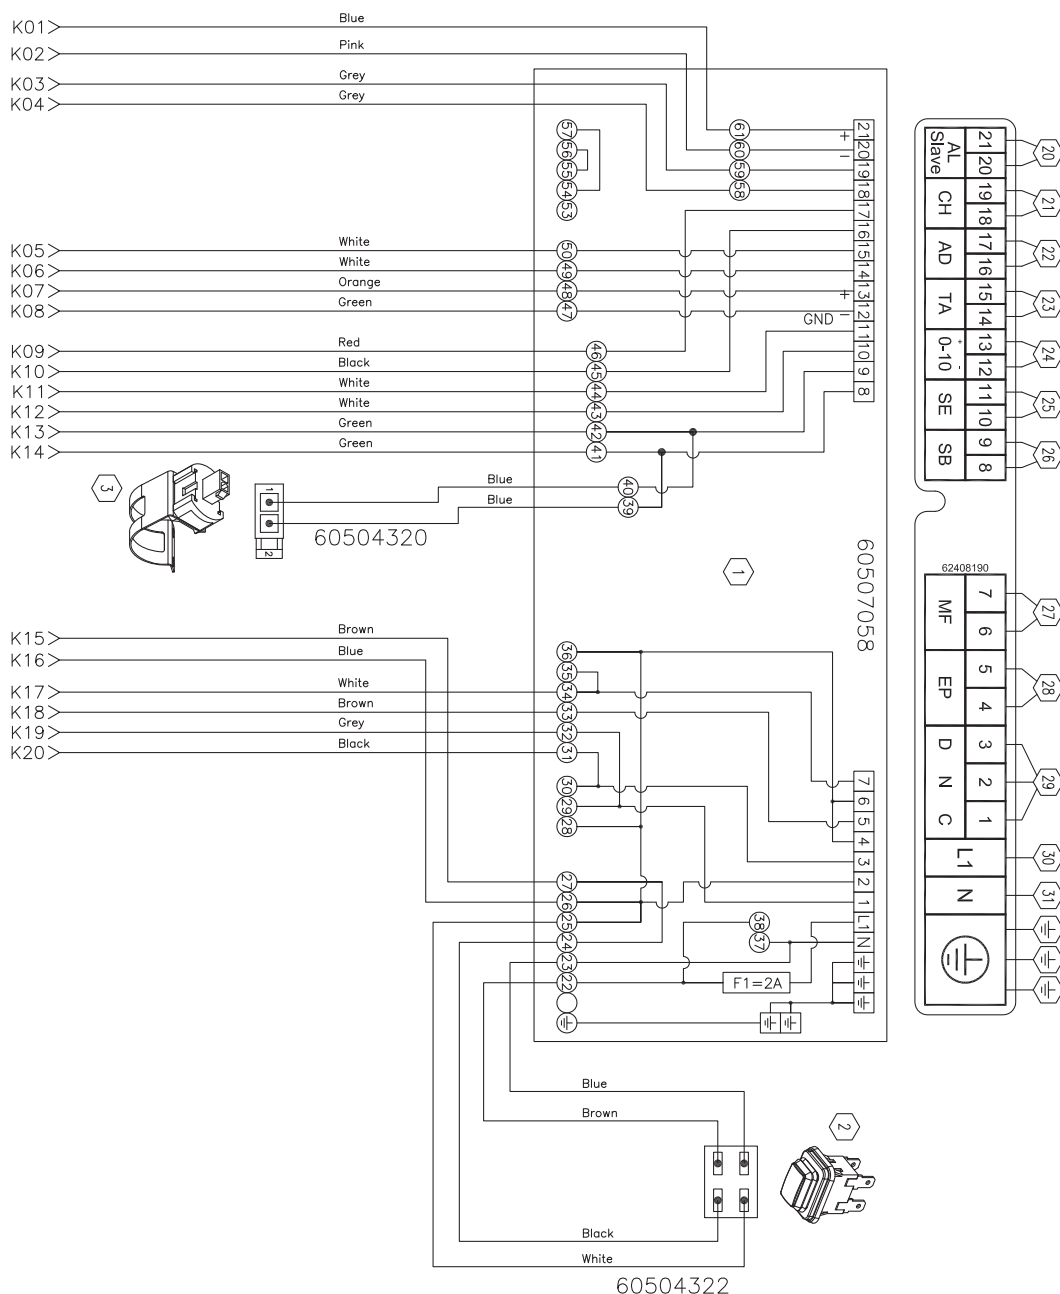 K01 Blue
K02 Pink
K03 Grey
K04 Grey
57
56
55
54
53
61
60
59
58
+
-
21
20
19
18
17
16
15
14
13
12
11
10
9
8
K05 White 50
K06 White 49
K07 Orange 48
K08 Green 47
+
GND -
K09 Red 46
K10 Black 45
K11 White 44
K12 White 43
K13 Green 42
K14 Green 41
3
1
2
Blue 40
Blue 39
60504320
1
60507058
K15 Brown
K16 Blue
K17 White
K18 Brown
K19 Grey
K20 Black
36
35
34
33
32
31
30
29
28
27
26
25
24
23
22
38
37
F1=2A
7
6
5
4
3
2
1
L1
N
Blue
Brown
2
Black
White
60504322
AL Slave 21 20
CH 19 18
AD 17 16
TA 15 14
0-10 + - 13 12
SE 11 10
SB 9 8
20
21
22
23
24
25
26
62408190
MF 7 6
EP 5 4
D 3
N 2
C 1
L1
N
27
28
29
30
31